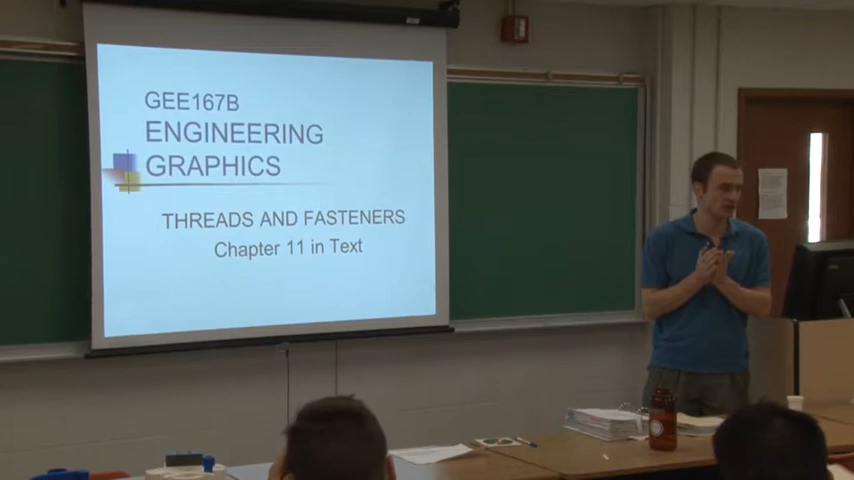 GEE167B
ENGINEERING
GRAPHICS
THREADS AND FASTENERS
Chapter 11 in Text